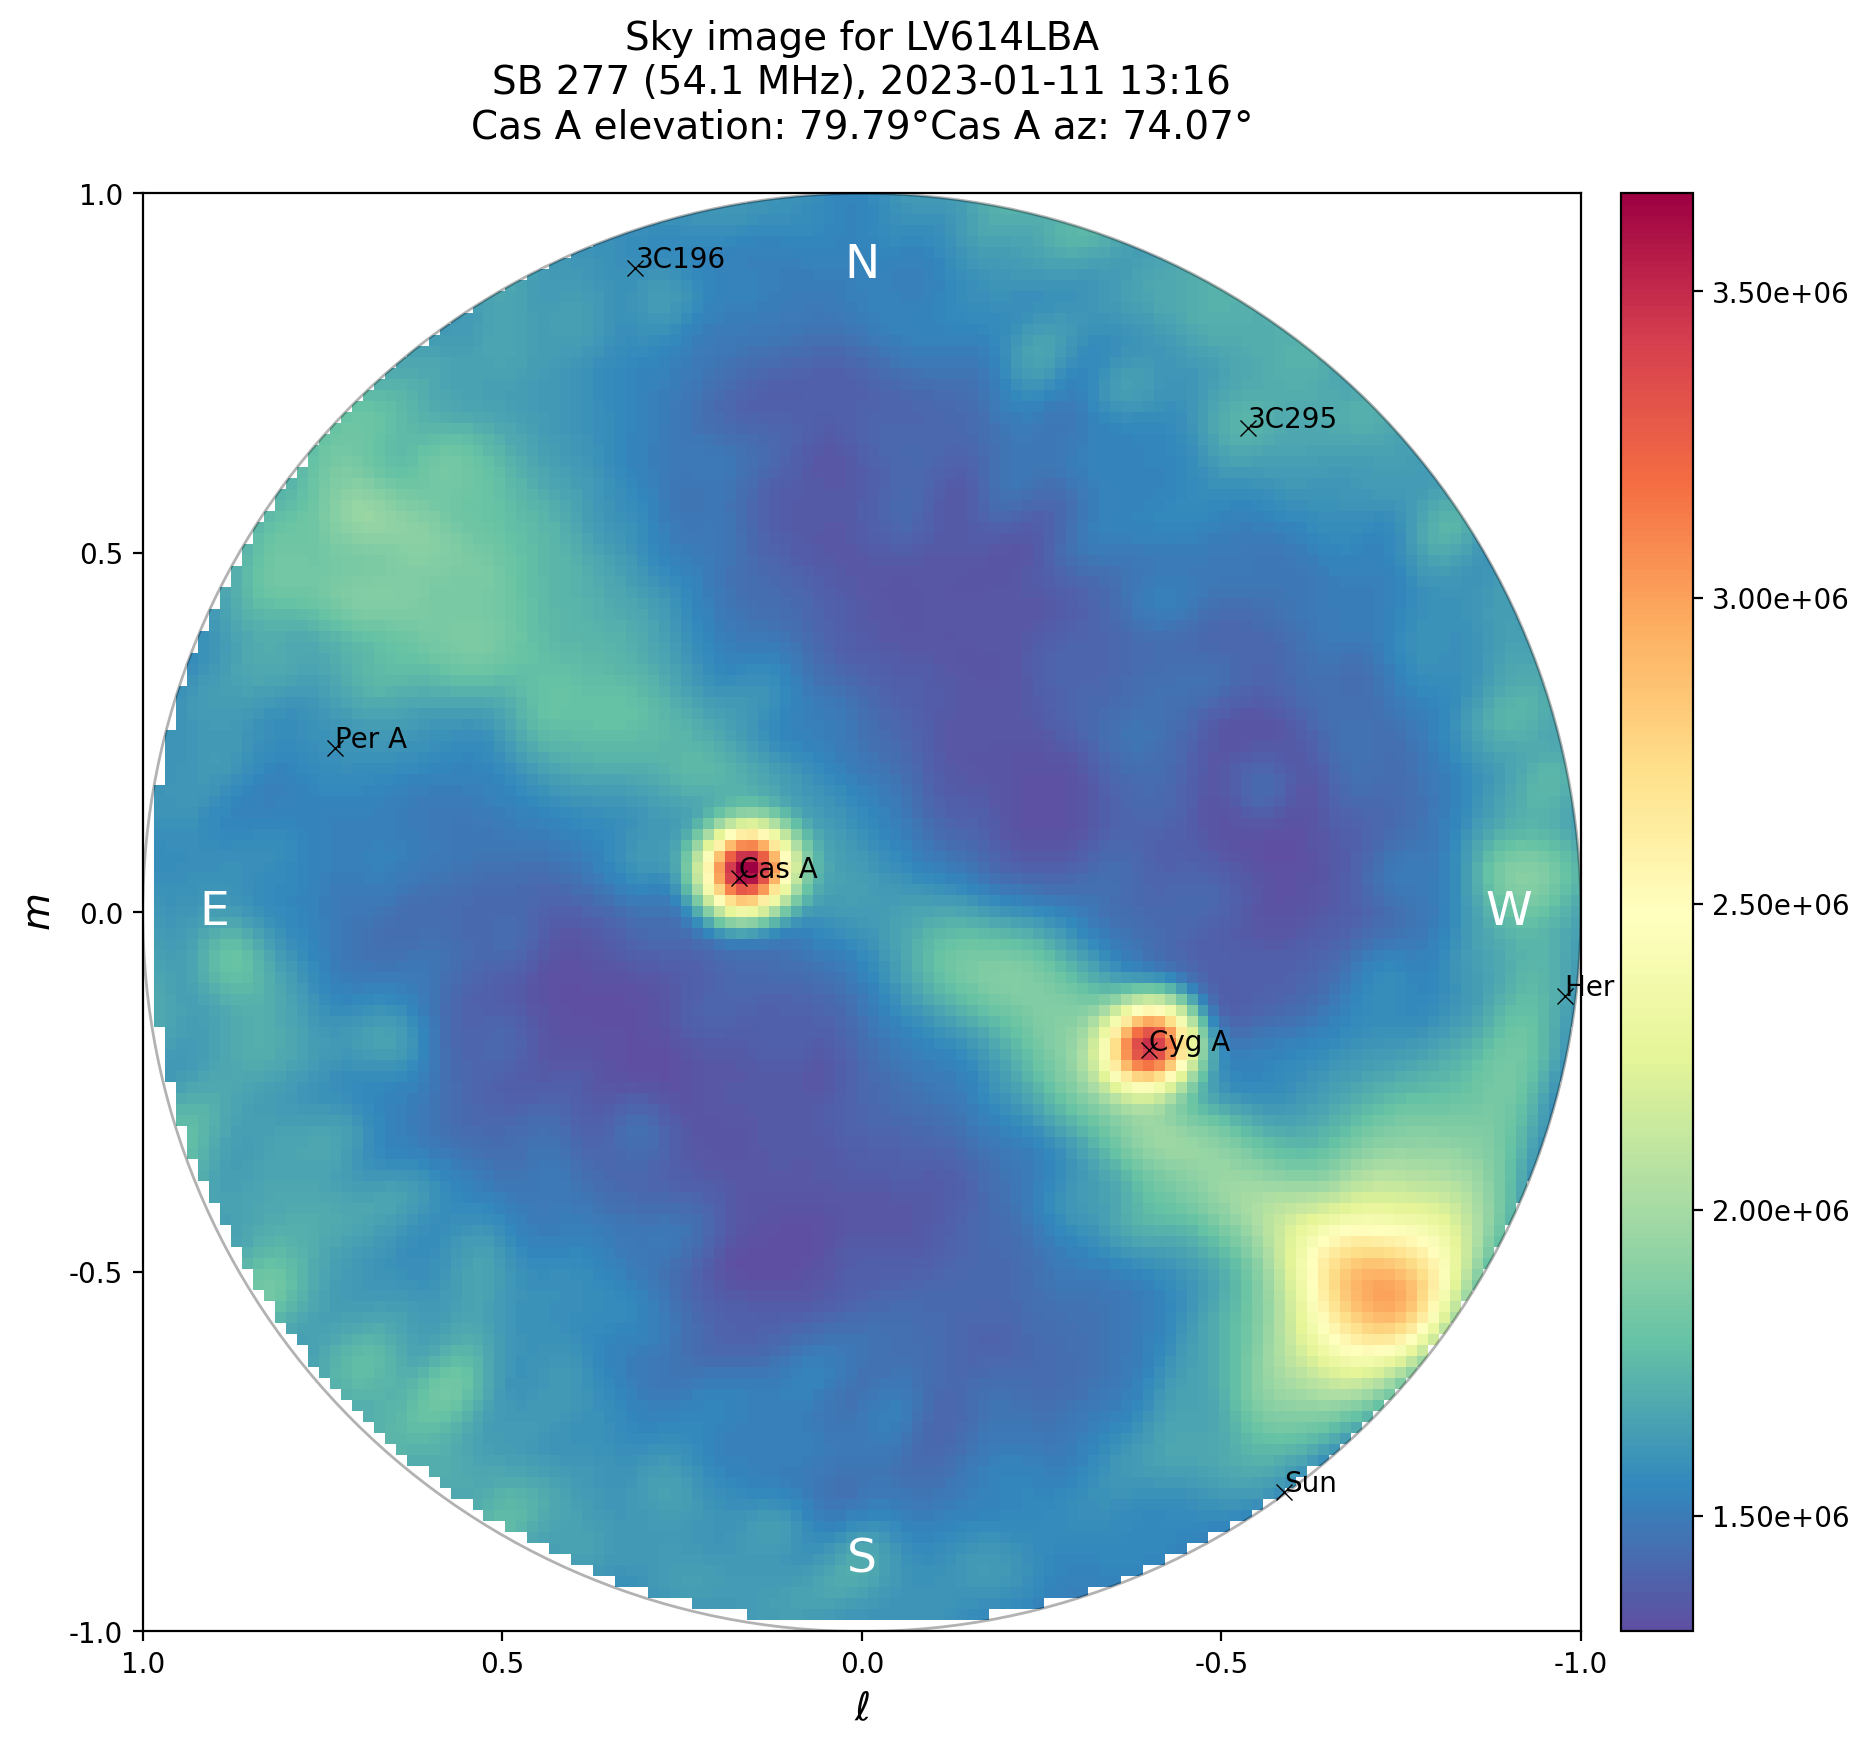 Sky image for LV614LBA
SB 277 (54.1 MHz), 2023-01-11 13:16
Cas A elevation: 79.79°Cas A az: 74.07°
1.0
0.5
0.0
-0.5
-1.0
m
3C196
N
3C295
Per A
Cas A
E
W
Her
Cyg A
Sun
S
1.0
0.5
0.0
-0.5
-1.0
ℓ
3.50e+06
3.00e+06
2.50e+06
2.00e+06
1.50e+06